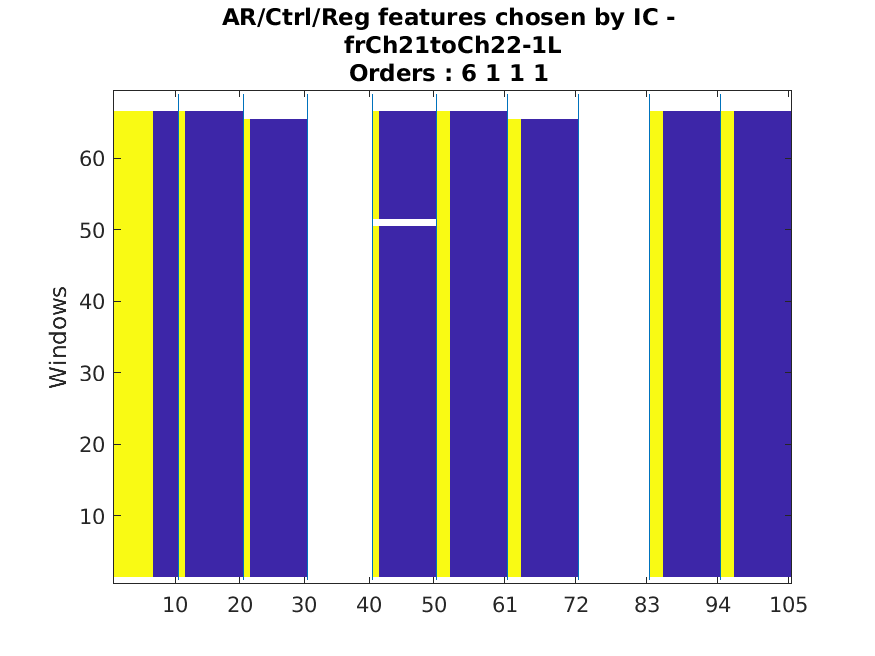 AR/Ctrl/Reg features chosen by IC -
frCh21toCh22-1L
Orders : 6 1 1 1
60
50
40
30
20
10
Windows
10 20 30 40 50 61 72 83 94 105